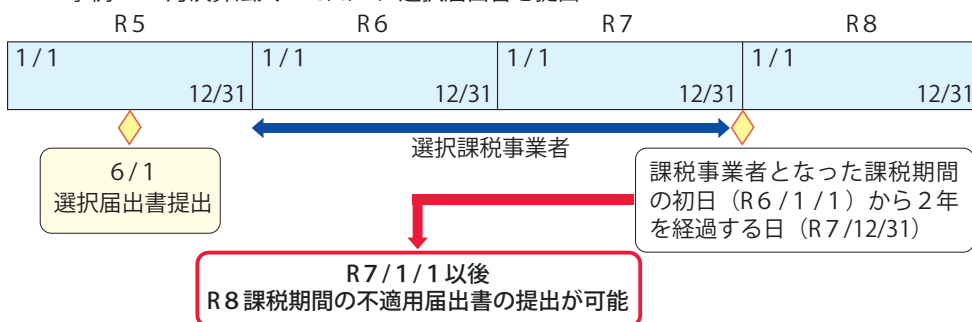 R5 R6 R7 R8
1/1 1/1 1/1 1/1
12/31 12/31 12/31 12/31
選択課税事業者
6/1
選択届出書提出
課税事業者となった課税期間
の初日（R6/1/1）から２年
を経過する日（R7/12/31）
R7/1/1以後
R8課税期間の不適用届出書の提出が可能